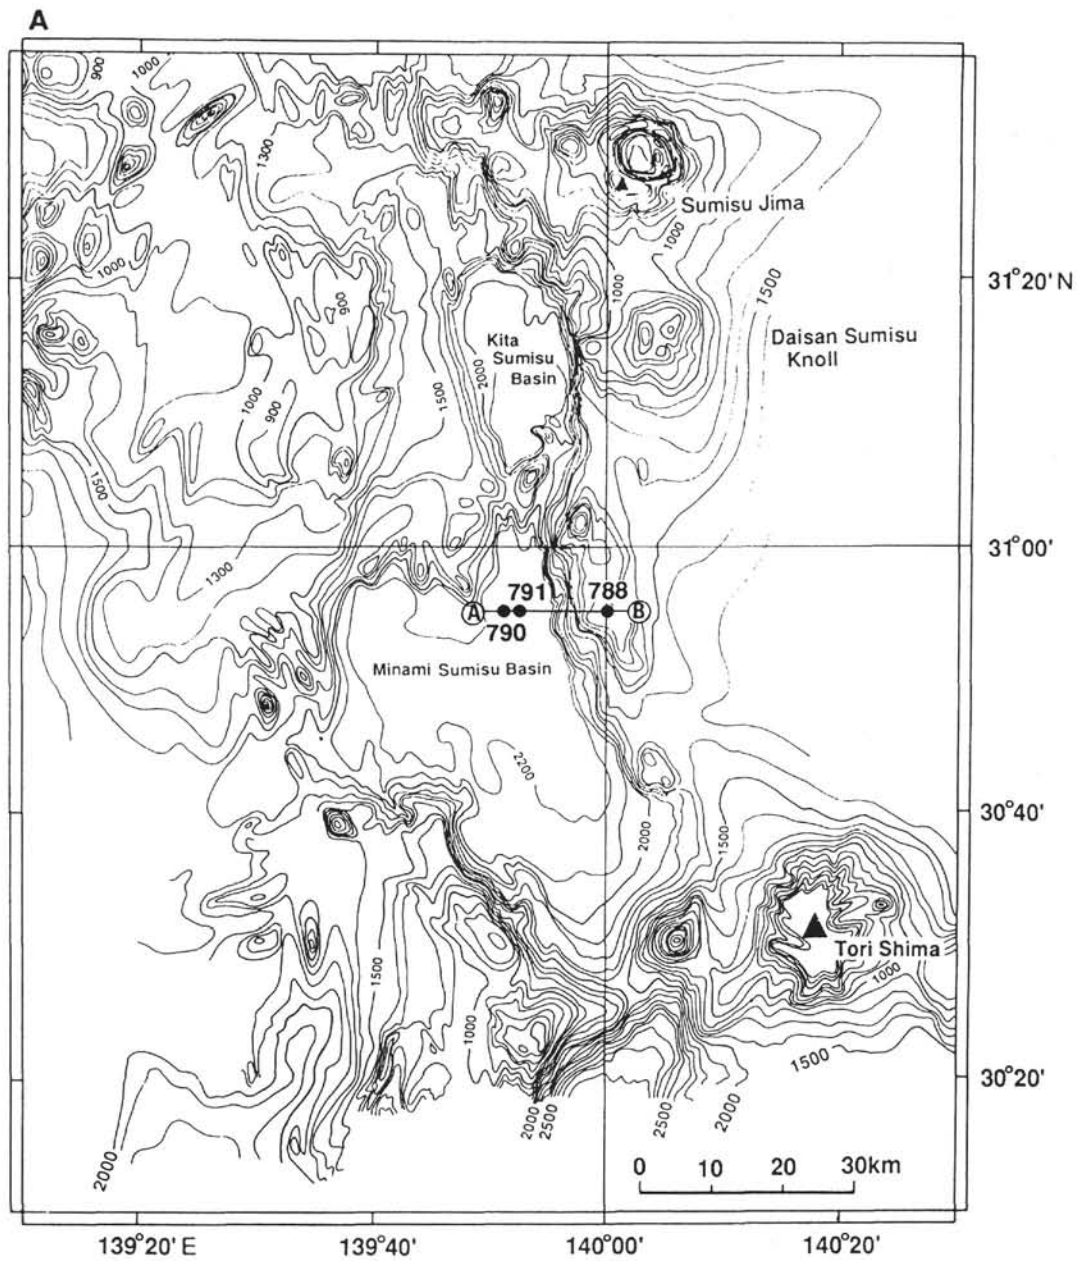 A
900
1000
1300
Sumisu Jima
1000
1000
1500
31°20' N
1000
900
Kita
Sumisu
Basin
Daisan Sumisu
Knoll
2000
1500
1000
900
1500
31°00'
1300
791
788
A
B
790
Minami Sumisu Basin
2200
30°40'
2000
1500
Tori Shima
1000
1500
1000
1500
30°20'
2000
2500
2500
2000
2000
0 10 20 30km
139°20' E
139°40'
140°00'
140°20'